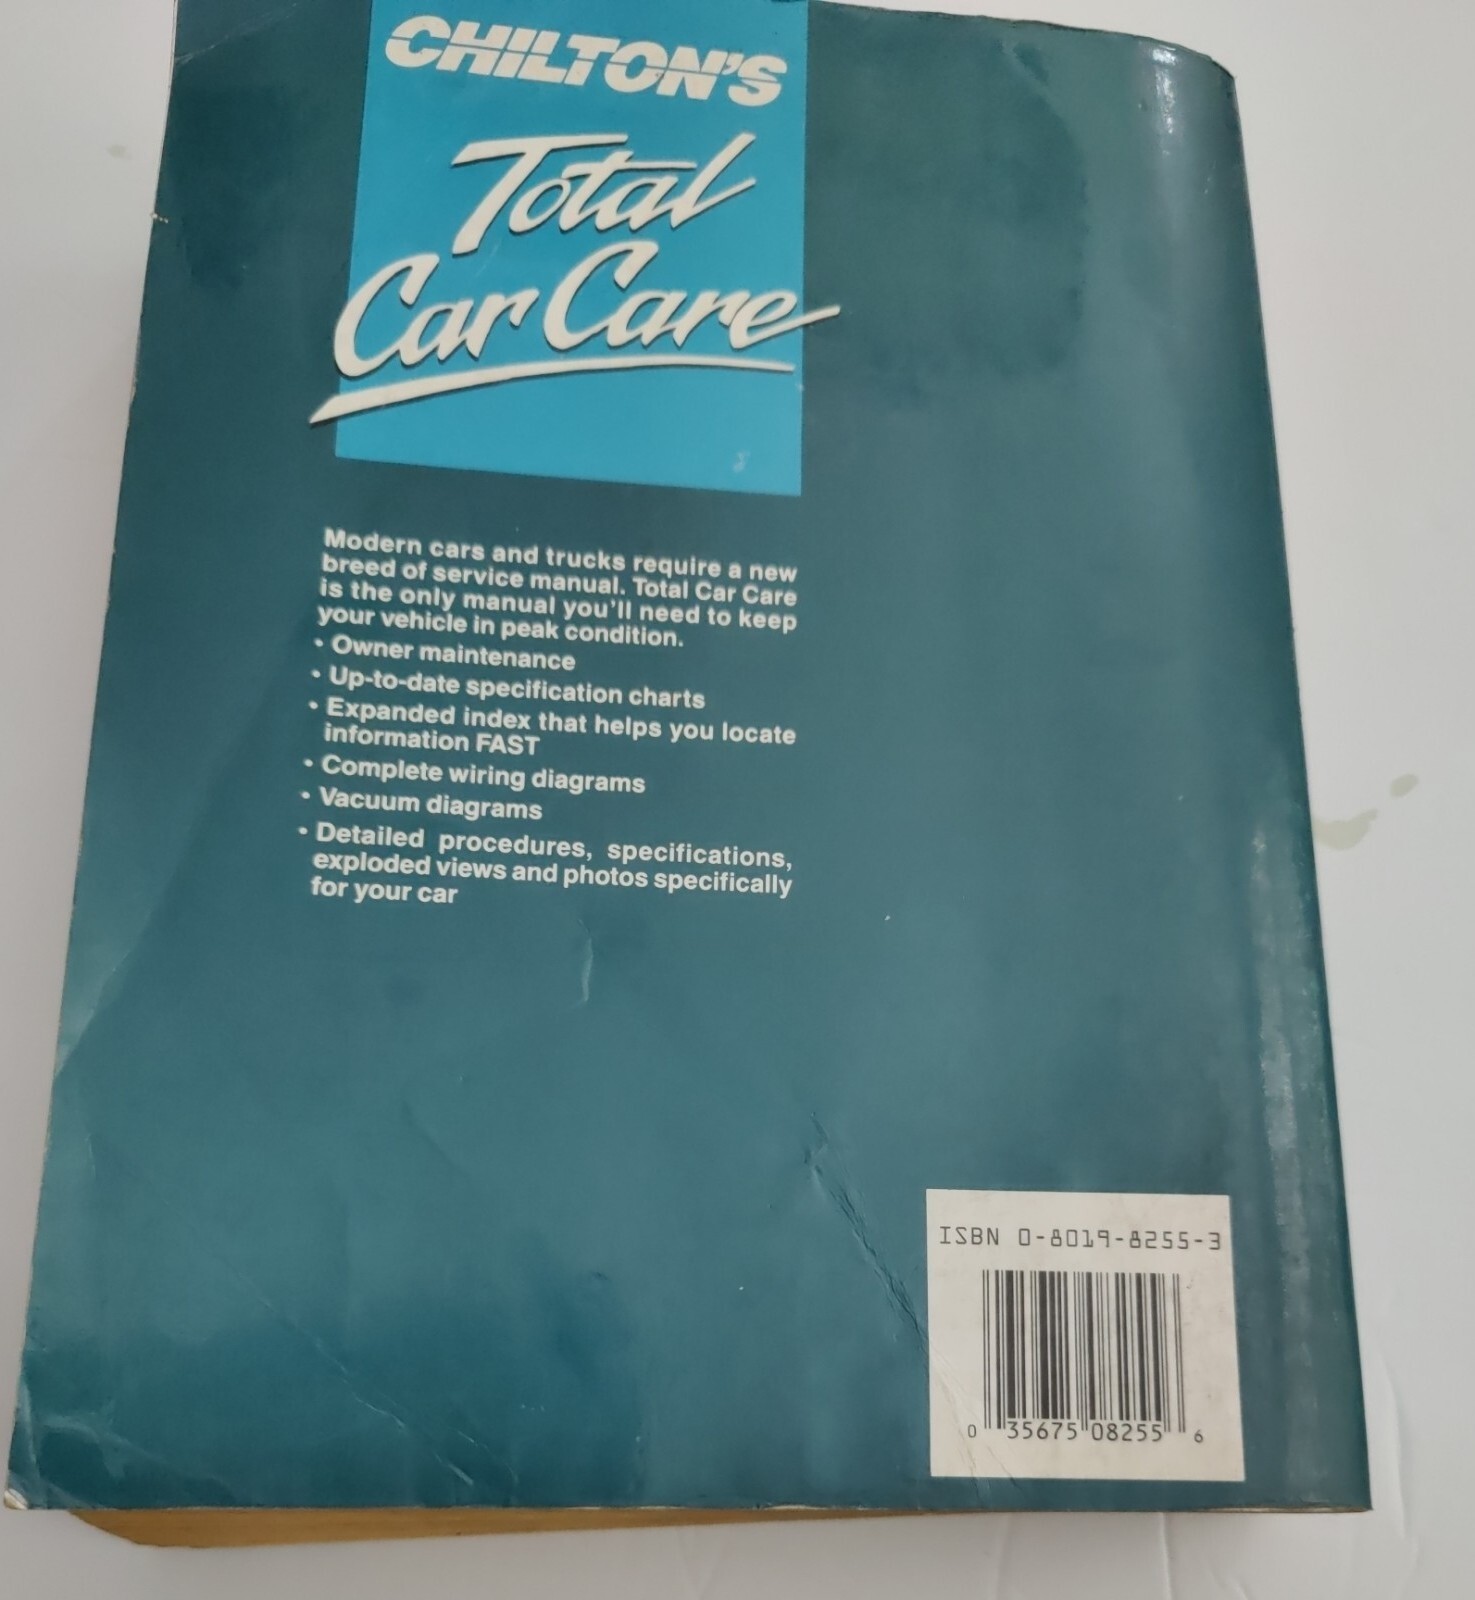 CHILTON'S
Total
Car Care
Modern cars and trucks require a new
breed of service manual. Total Car Care
is the only manual you'll need to keep
your vehicle in peak condition.
• Owner maintenance
• Up-to-date specification charts
• Expanded index that helps you locate
information FAST
• Complete wiring diagrams
• Vacuum diagrams
• Detailed procedures, specifications,
exploded views and photos specifically
for your car
ISBN 0-8019-8255-3
0 35675 08255 6